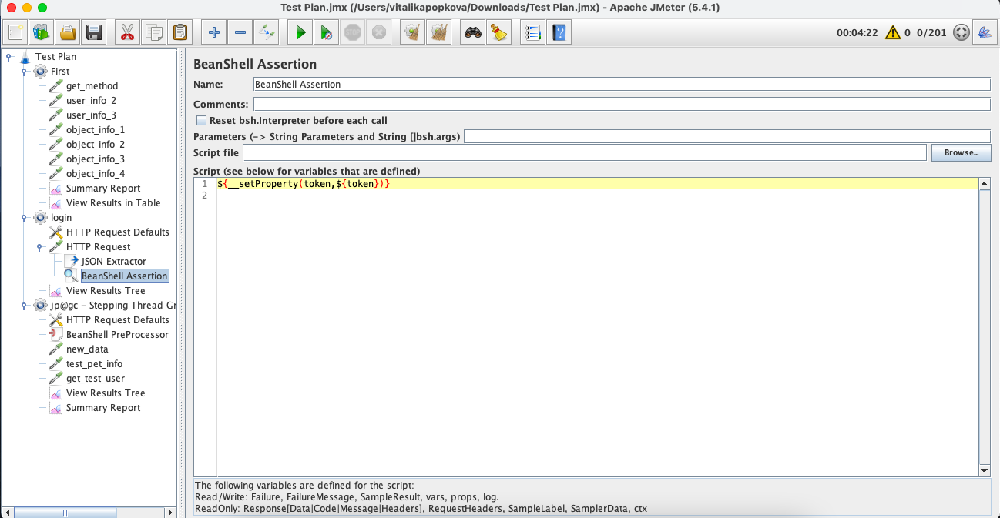 Test Plan.jmx (/Users/vitalikapopkova/Downloads/Test Plan.jmx) - Apache JMeter (5.4.1)
STOP
00:04:22 0 0/201
Test Plan
First
get_method
user_info_2
user_info_3
object_info_1
object_info_2
object_info_3
object_info_4
Summary Report
View Results in Table
login
HTTP Request Defaults
HTTP Request
JSON Extractor
BeanShell Assertion
View Results Tree
jp@gc - Stepping Thread Gr
HTTP Request Defaults
BeanShell PreProcessor
new_data
test_pet_info
get_test_user
View Results Tree
Summary Report
BeanShell Assertion
Name: BeanShell Assertion
Comments:
Reset bsh.Interpreter before each call
Parameters (-> String Parameters and String []bsh.args)
Script file Browse...
Script (see below for variables that are defined)
1 ${__setProperty(token,${token})}
2
The following variables are defined for the script:
Read/Write: Failure, FailureMessage, SampleResult, vars, props, log.
ReadOnly: Response[Data|Code|Message|Headers], RequestHeaders, SampleLabel, SamplerData, ctx